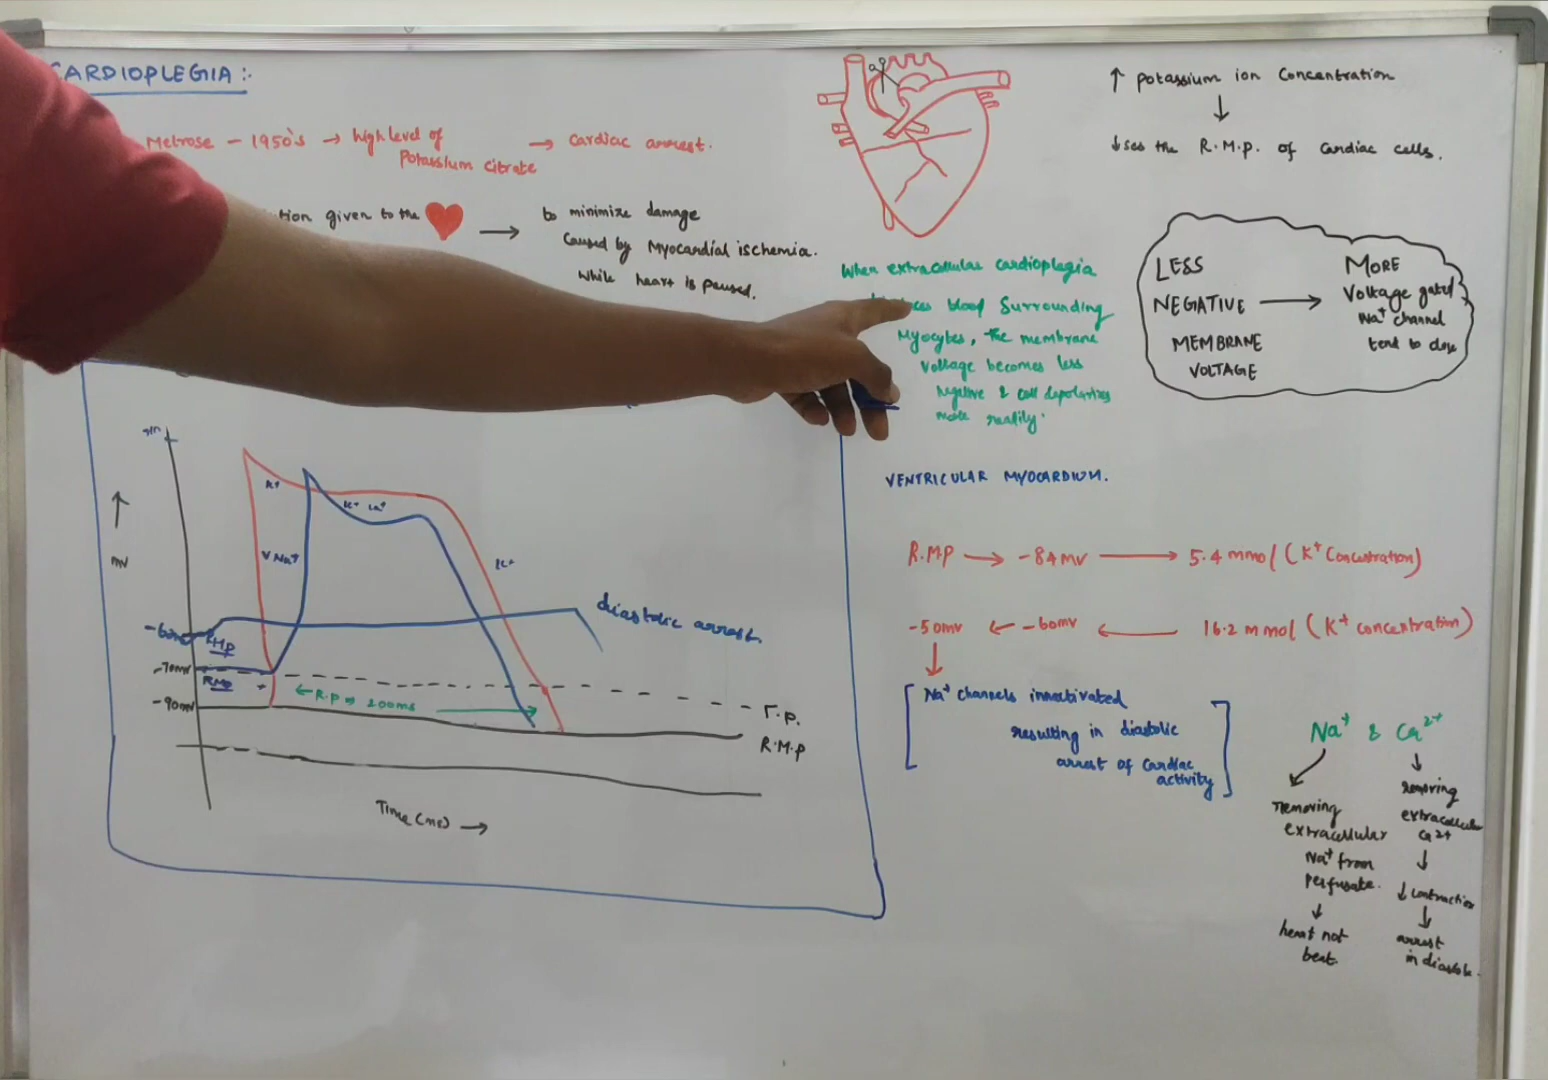 CARDIOPLEGIA :-
Melrose - 1950's → high level of
Potassium citrate
→ cardiac arrest.
given to the
→ to minimize damage
caused by Myocardial ischemia.
while heart is paused.
↑ potassium ion concentration
↓
↓ses the R.M.P. of cardiac cells.
When extracellular cardioplegia
blood surrounding
Myocytes, the membrane
Voltage becomes less
Negative & cell depolarizes
more readily.
LESS
NEGATIVE →
MEMBRANE
VOLTAGE
MORE
Voltage gated
Na+ channel
tend to close
VENTRICULAR MYOCARDIUM.
R.M.P → -84mv → 5.4 mmol (K+ Concentration)
-50mv ← -60mv ← 16.2 mmol (K+ concentration)
↓
Na+ channels innactivated
resulting in diastolic
arrest of cardiac
activity
Na+ & Ca2+
removing
extracellular
Na+ from
perfusate.
↓
heart not
beat.
↓
removing
extracellular
Ca2+
↓
↓ contraction
↓
arrest
in diastole.
↑
mv
K+
K+ Ca+
V Na+
K+
-60mv
RMP
diastolic arrest.
-70mv
RMP
← R.P → 200ms →
-90mv
T.P.
R.M.P
Time (ms) →